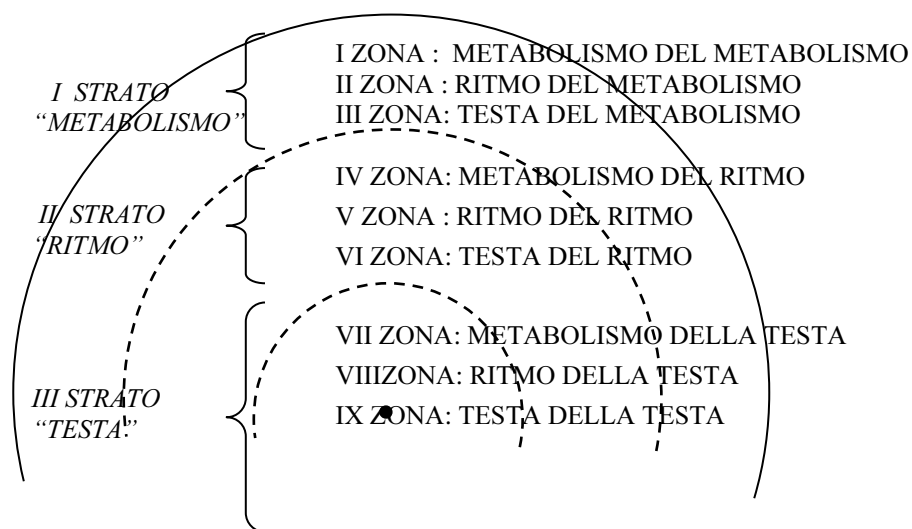 I ZONA : METABOLISMO DEL METABOLISMO
II ZONA : RITMO DEL METABOLISMO
III ZONA: TESTA DEL METABOLISMO
I STRATO
“METABOLISMO”
IV ZONA: METABOLISMO DEL RITMO
V ZONA : RITMO DEL RITMO
VI ZONA: TESTA DEL RITMO
II STRATO
“RITMO”
VII ZONA: METABOLISMO DELLA TESTA
VIIIZONA: RITMO DELLA TESTA
IX ZONA: TESTA DELLA TESTA
III STRATO
“TESTA”